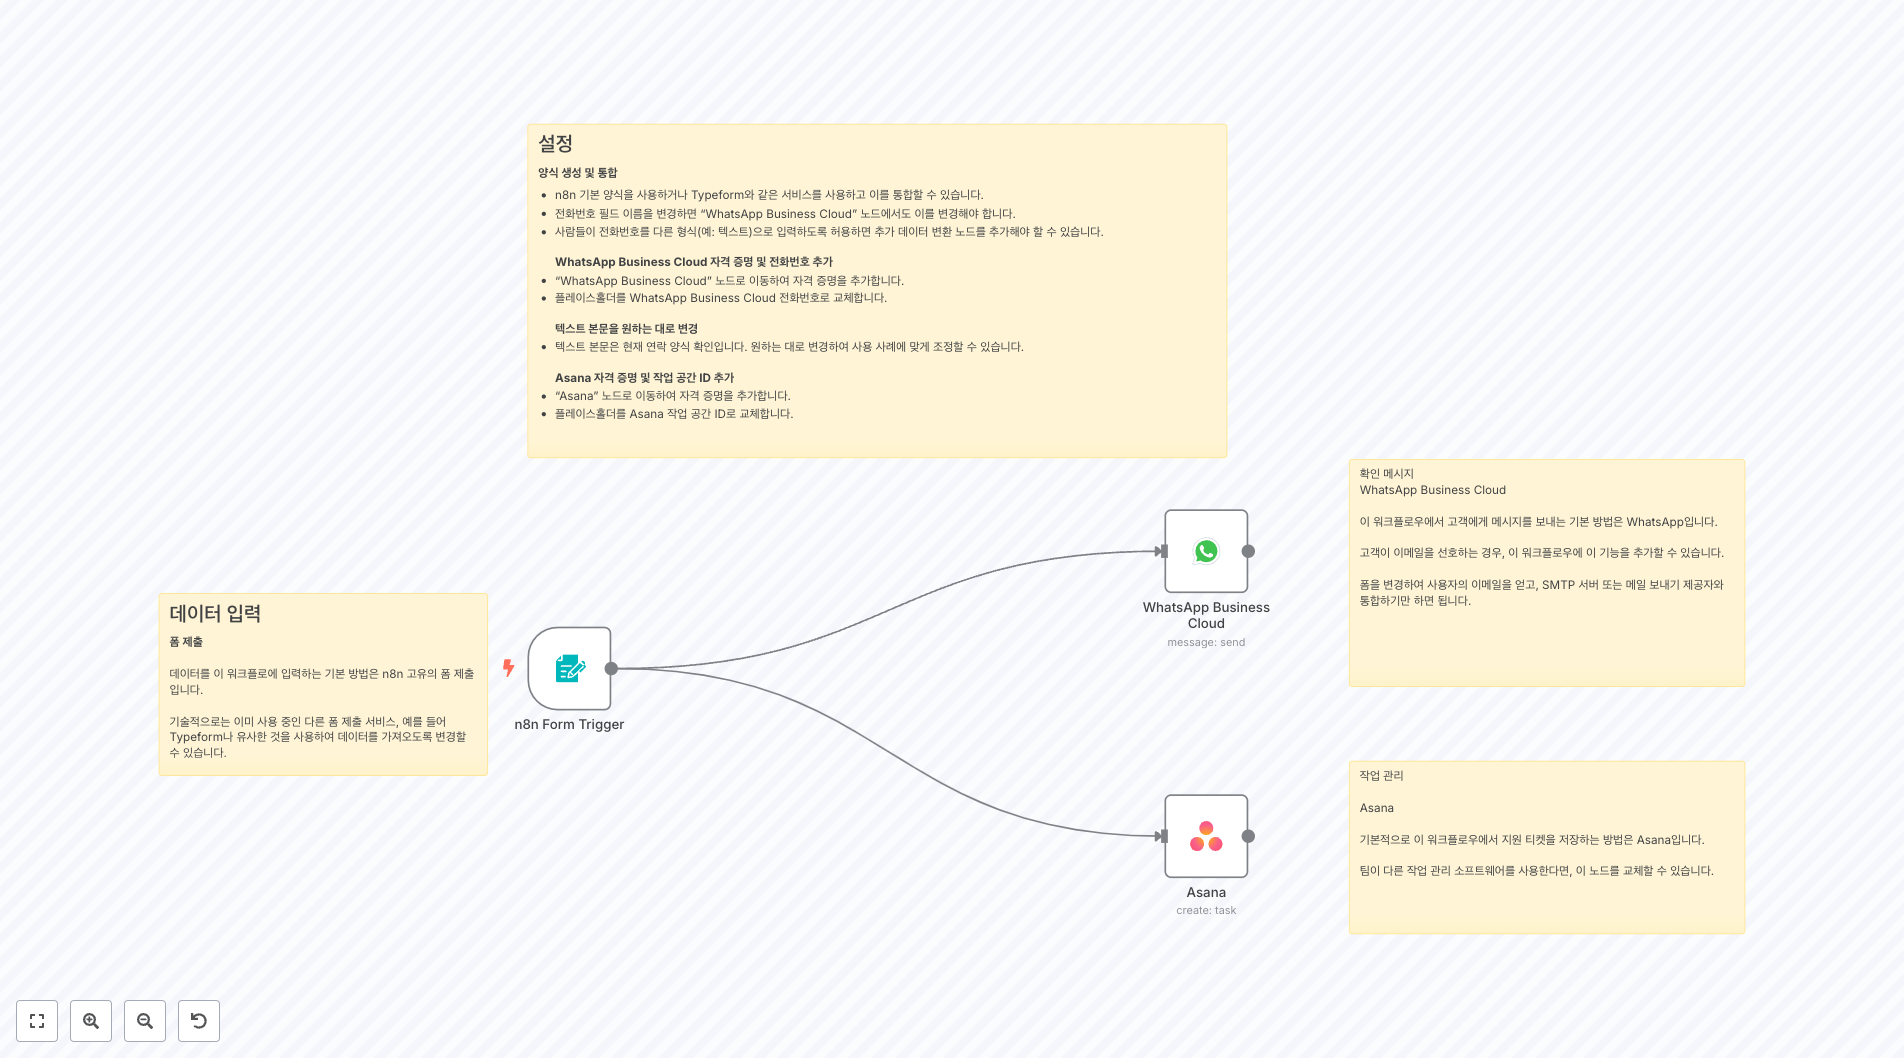 설정
양식 생성 및 통합
n8n 기본 양식을 사용하거나 Typeform와 같은 서비스를 사용하고 이를 통합할 수 있습니다.
전화번호 필드 이름을 변경하면 “WhatsApp Business Cloud” 노드에서도 이를 변경해야 합니다.
사람들이 전화번호를 다른 형식(예: 텍스트)으로 입력하도록 허용하면 추가 데이터 변환 노드를 추가해야 할 수 있습니다.
WhatsApp Business Cloud 자격 증명 및 전화번호 추가
“WhatsApp Business Cloud” 노드로 이동하여 자격 증명을 추가합니다.
플레이스홀더를 WhatsApp Business Cloud 전화번호로 교체합니다.
텍스트 본문을 원하는 대로 변경
텍스트 본문은 현재 연락 양식 확인입니다. 원하는 대로 변경하여 사용 사례에 맞게 조정할 수 있습니다.
Asana 자격 증명 및 작업 공간 ID 추가
“Asana” 노드로 이동하여 자격 증명을 추가합니다.
플레이스홀더를 Asana 작업 공간 ID로 교체합니다.
데이터 입력
폼 제출
데이터를 이 워크플로에 입력하는 기본 방법은 n8n 고유의 폼 제출
입니다.
기술적으로는 이미 사용 중인 다른 폼 제출 서비스, 예를 들어
Typeform나 유사한 것을 사용하여 데이터를 가져오도록 변경할
수 있습니다.
n8n Form Trigger
WhatsApp Business
Cloud
message: send
확인 메시지
WhatsApp Business Cloud
이 워크플로우에서 고객에게 메시지를 보내는 기본 방법은 WhatsApp입니다.
고객이 이메일을 선호하는 경우, 이 워크플로우에 이 기능을 추가할 수 있습니다.
폼을 변경하여 사용자의 이메일을 얻고, SMTP 서버 또는 메일 보내기 제공자와
통합하기만 하면 됩니다.
Asana
create: task
작업 관리
Asana
기본적으로 이 워크플로우에서 지원 티켓을 저장하는 방법은 Asana입니다.
팀이 다른 작업 관리 소프트웨어를 사용한다면, 이 노드를 교체할 수 있습니다.